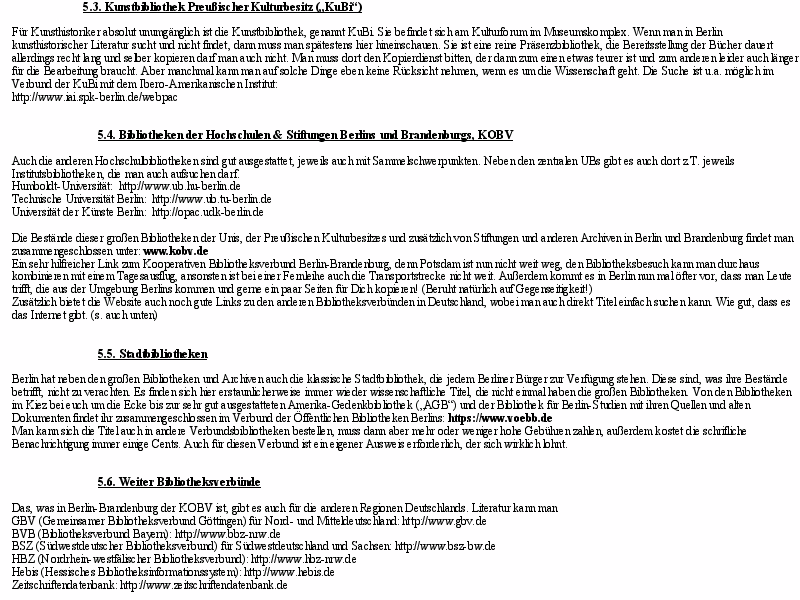 5.3. Kunstbibliothek Preußischer Kulturbesitz („KuBi“)
Für Kunsthistoriker absolut unumgänglich ist die Kunstbibliothek, genannt KuBi. Sie befindet sich am Kulturforum im Museumskomplex. Wenn man in Berlin
kunsthistorischer Literatur sucht und nicht findet, dann muss man spätestens hier hineinschauen. Sie ist eine reine Präsenzbibliothek, die Bereitsstellung der Bücher dauert
allerdings recht lang und selber kopieren darf man auch nicht. Man muss dort den Kopierdienst bitten, der dann zum einen etwas teurer ist und zum anderen leider auch länger
für die Bearbeitung braucht. Aber manchmal kann man auf solche Dinge eben keine Rücksicht nehmen, wenn es um die Wissenschaft geht. Die Suche ist u.a. möglich im
Verbund der KuBi mit dem Ibero-Amerikanischen Institut:
http://www.iai.spk-berlin.de/webpac
5.4. Bibliotheken der Hochschulen & Stiftungen Berlins und Brandenburgs, KOBV
Auch die anderen Hochschulbibliotheken sind gut ausgestattet, jeweils auch mit Sammelschwerpunkten. Neben den zentralen UBs gibt es auch dort z.T. jeweils
Institutsbibliotheken, die man auch aufsuchen darf.
Humboldt-Universität: http://www.ub.hu-berlin.de
Technische Universität Berlin: http://www.ub.tu-berlin.de
Universität der Künste Berlin: http://opac.udk-berlin.de
Die Bestände dieser großen Bibliotheken der Unis, der Preußischen Kulturbesitzes und zusätzlich von Stiftungen und anderen Archiven in Berlin und Brandenburg findet man
zusammengeschlossen unter: www.kobv.de
Ein sehr hilfreicher Link zum Kooperativen Bibliotheksverbund Berlin-Brandenburg, denn Potsdam ist nun nicht weit weg, den Bibliotheksbesuch kann man durchaus
kombinieren mit einem Tagesausflug, ansonsten ist bei einer Fernleihe auch die Transportstrecke nicht weit. Außerdem kommt es in Berlin nun mal öfter vor, dass man Leute
trifft, die aus der Umgebung Berlins kommen und gerne ein paar Seiten für Dich kopieren! (Beruht natürlich auf Gegenseitigkeit!)
Zusätzlich bietet die Website auch noch gute Links zu den anderen Bibliotheksverbünden in Deutschland, wobei man auch direkt Titel einfach suchen kann. Wie gut, dass es
das Internet gibt. (s. auch unten)
5.5. Stadtbibliotheken
Berlin hat neben den großen Bibliotheken und Archiven auch die klassische Stadtbibliothek, die jedem Berliner Bürger zur Verfügung stehen. Diese sind, was ihre Bestände
betrifft, nicht zu verachten. Es finden sich hier erstaunlicherweise immer wieder wissenschaftliche Titel, die nicht einmal haben die großen Bibliotheken. Von den Bibliotheken
im Kiez bei euch um die Ecke bis zur sehr gut ausgestatteten Amerika-Gedenkbibliothek („AGB“) und der Bibliothek für Berlin-Studien mit ihren Quellen und alten
Dokumenten findet ihr zusammengeschlossen im Verbund der Öffentlichen Bibliotheken Berlins: https://www.voebb.de
Man kann sich die Titel auch in andere Verbundsbibliotheken bestellen, muss dann aber mehr oder weniger hohe Gebühren zahlen, außerdem kostet die schriftliche
Benachrichtigung immer einige Cents. Auch für diesen Verbund ist ein eigener Ausweis erforderlich, der sich wirklich lohnt.
5.6. Weiter Bibliotheksverbünde
Das, was in Berlin-Brandenburg der KOBV ist, gibt es auch für die anderen Regionen Deutschlands. Literatur kann man
GBV (Gemeinsamer Bibliotheksverbund Göttingen) für Nord- und Mitteldeutschland: http://www.gbv.de
BVB (Bibliotheksverbund Bayern): http://www.bbz-nrw.de
BSZ (Südwestdeutscher Bibliotheksverbund) für Südwestdeutschland und Sachsen: http://www.bsz-bw.de
HBZ (Nordrhein-westfälischer Bibliotheksverbund): http://www.hbz-nrw.de
Hebis (Hessisches Bibliotheksinformationssystem): http://www.hebis.de
Zeitschriftendatenbank: http://www.zeitschriftendatenbank.de